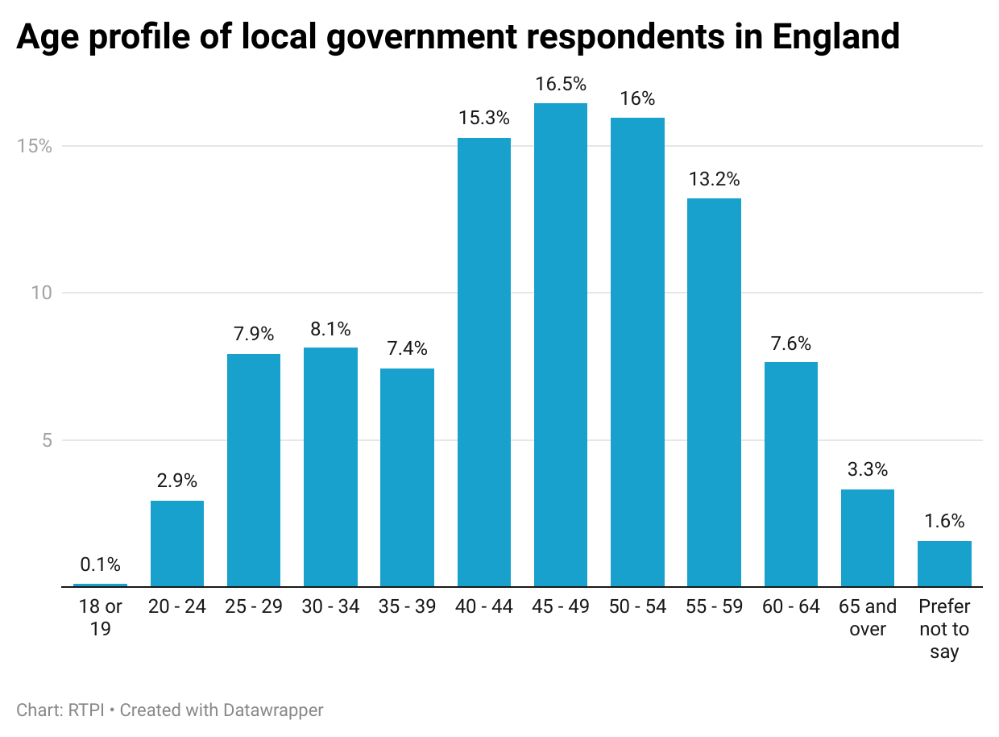 Age profile of local government respondents in England
16.5%
16%
15.3%
15%
13.2%
10
7.9%
8.1%
7.4%
7.6%
5
2.9%
3.3%
1.6%
0.1%
18 or
19
20 - 24
25 - 29
30 - 34
35 - 39
40 - 44
45 - 49
50 - 54
55 - 59
60 - 64
65 and
over
Prefer
not to
say
Chart: RTPI • Created with Datawrapper